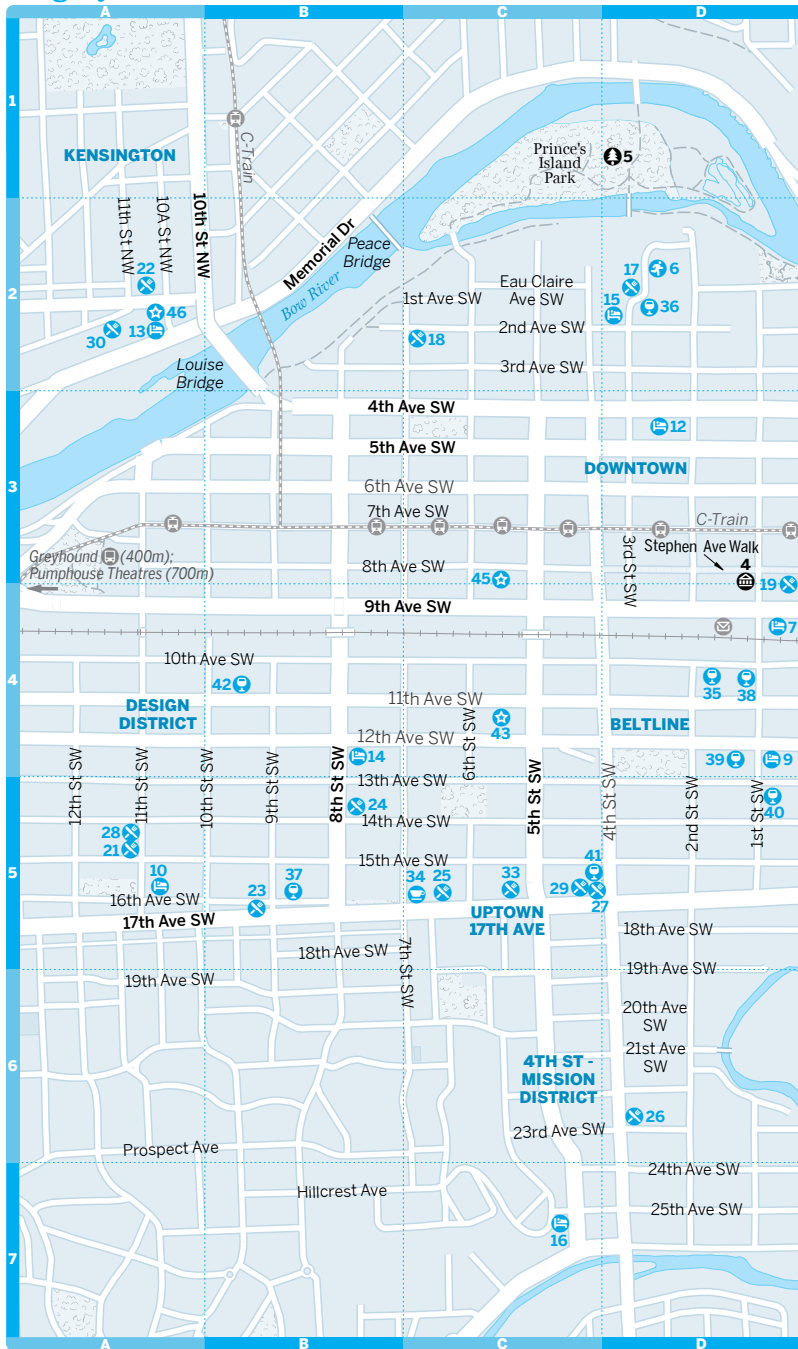 A
B
C
D
1
KENSINGTON
C-Train
Prince's
Island
Park
5
11th St NW
10A St NW
10th St NW
Memorial Dr
Peace
Bridge
Bow River
22
46
30
13
Louise
Bridge
2
1st Ave SW
Eau Claire
Ave SW
17
6
15
36
18
2nd Ave SW
3rd Ave SW
4th Ave SW
12
5th Ave SW
DOWNTOWN
3
6th Ave SW
7th Ave SW
C-Train
Greyhound (400m);
Pumphouse Theatres (700m)
Stephen Ave Walk
8th Ave SW
45
3rd St SW
4
19
9th Ave SW
7
4
10th Ave SW
42
35
38
11th Ave SW
DESIGN
DISTRICT
43
BELTLINE
12th Ave SW
6th St SW
14
39
9
12th St SW
11th St SW
10th St SW
9th St SW
8th St SW
13th Ave SW
5th St SW
4th St SW
2nd St SW
1st St SW
24
40
14th Ave SW
28
21
5
15th Ave SW
10
37
34
25
33
41
29
27
16th Ave SW
23
17th Ave SW
UPTOWN
17TH AVE
18th Ave SW
18th Ave SW
7th St SW
19th Ave SW
19th Ave SW
20th Ave
SW
21st Ave
SW
6
4TH ST -
MISSION
DISTRICT
26
23rd Ave SW
Prospect Ave
24th Ave SW
Hillcrest Ave
25th Ave SW
16
7
A
B
C
D